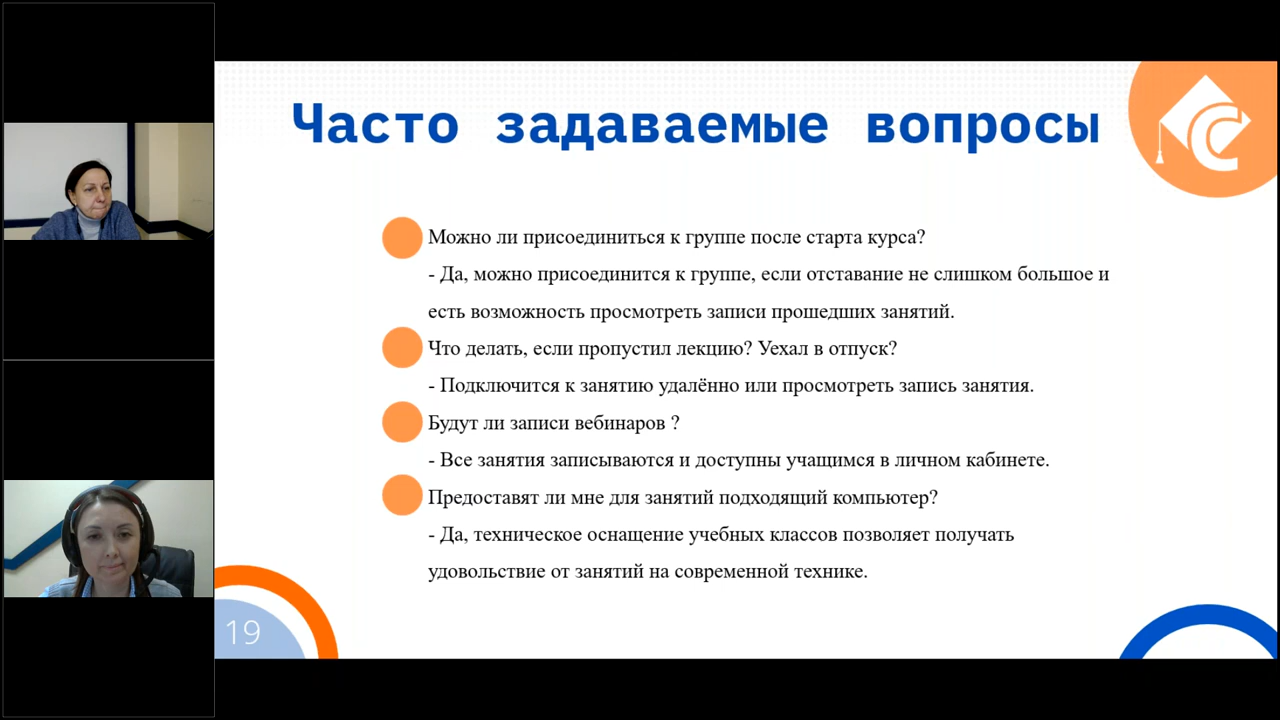 Часто задаваемые вопросы
Можно ли присоединиться к группе после старта курса?
- Да, можно присоединится к группе, если отставание не слишком большое и
есть возможность просмотреть записи прошедших занятий.
Что делать, если пропустил лекцию? Уехал в отпуск?
- Подключится к занятию удалённо или просмотреть запись занятия.
Будут ли записи вебинаров ?
- Все занятия записываются и доступны учащимся в личном кабинете.
Предоставят ли мне для занятий подходящий компьютер?
- Да, техническое оснащение учебных классов позволяет получать
удовольствие от занятий на современной технике.
19